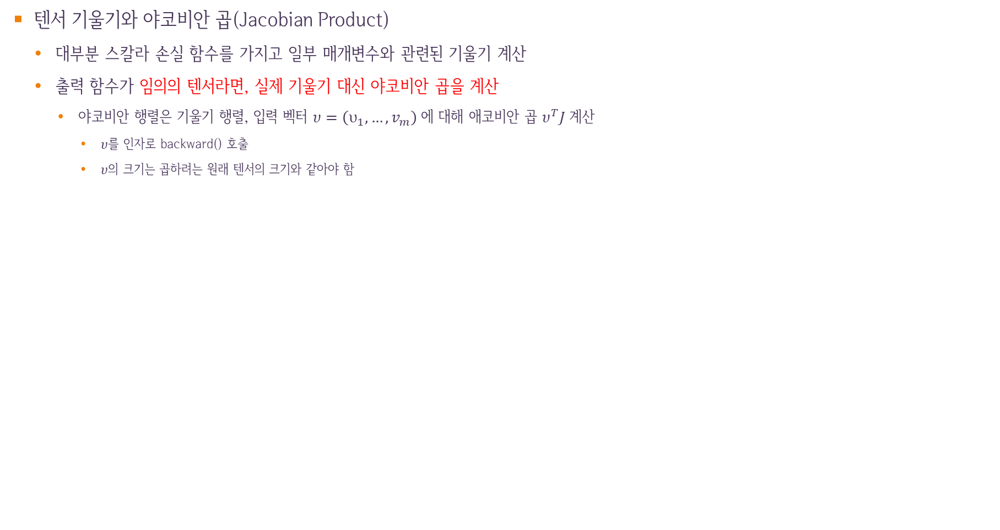 텐서 기울기와 야코비안 곱(Jacobian Product)
대부분 스칼라 손실 함수를 가지고 일부 매개변수와 관련된 기울기 계산
출력 함수가 임의의 텐서라면, 실제 기울기 대신 야코비안 곱을 계산
야코비안 행렬은 기울기 행렬, 입력 벡터 𝜐 = (υ₁, … , 𝑣ₘ) 에 대해 애코비안 곱 𝜐ᵀ𝐽 계산
𝜐를 인자로 backward() 호출
𝜐의 크기는 곱하려는 원래 텐서의 크기와 같아야 함